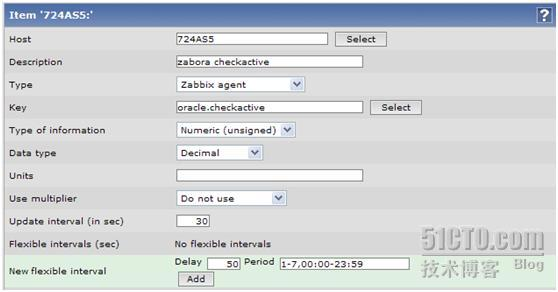 Item '724AS5:'
?
Host 724AS5 Select
Description zabora checkactive
Type Zabbix agent
Key oracle.checkactive Select
Type of information Numeric (unsigned)
Data type Decimal
Units
Use multiplier Do not use
Update interval (in sec) 30
Flexible intervals (sec) No flexible intervals
New flexible interval Delay 50 Period 1-7,00:00-23:59
Add
51CTO.com
技术博客 Blog